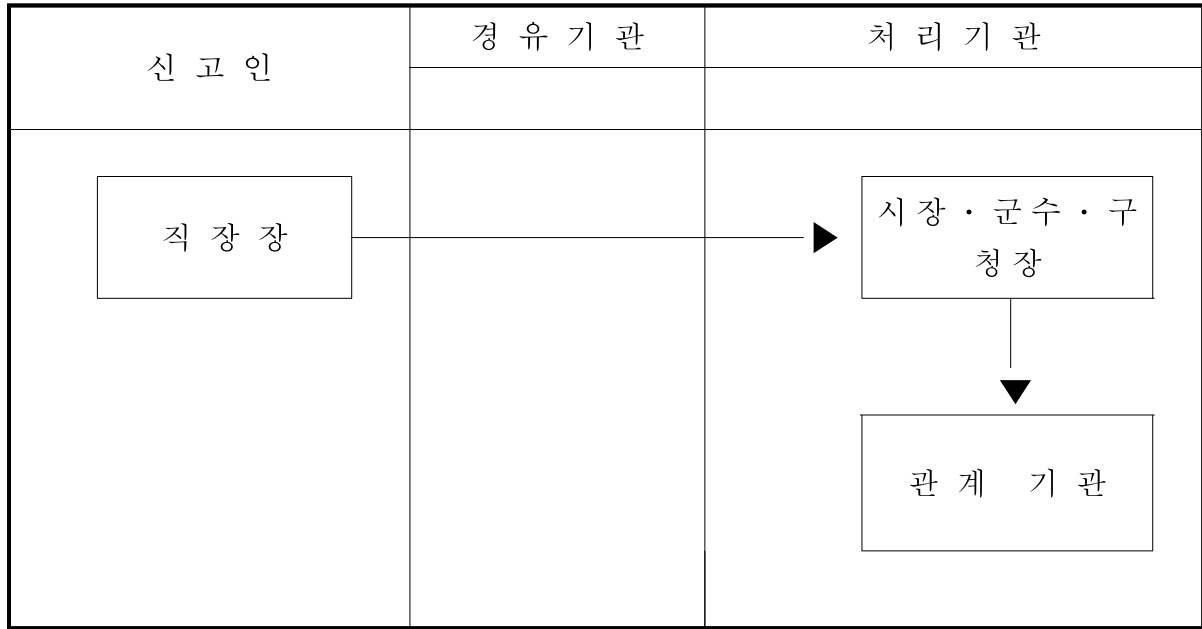 신 고 인
경 유 기 관
처 리 기 관
직 장 장
시 장 · 군 수 · 구
청 장
관 계 기 관